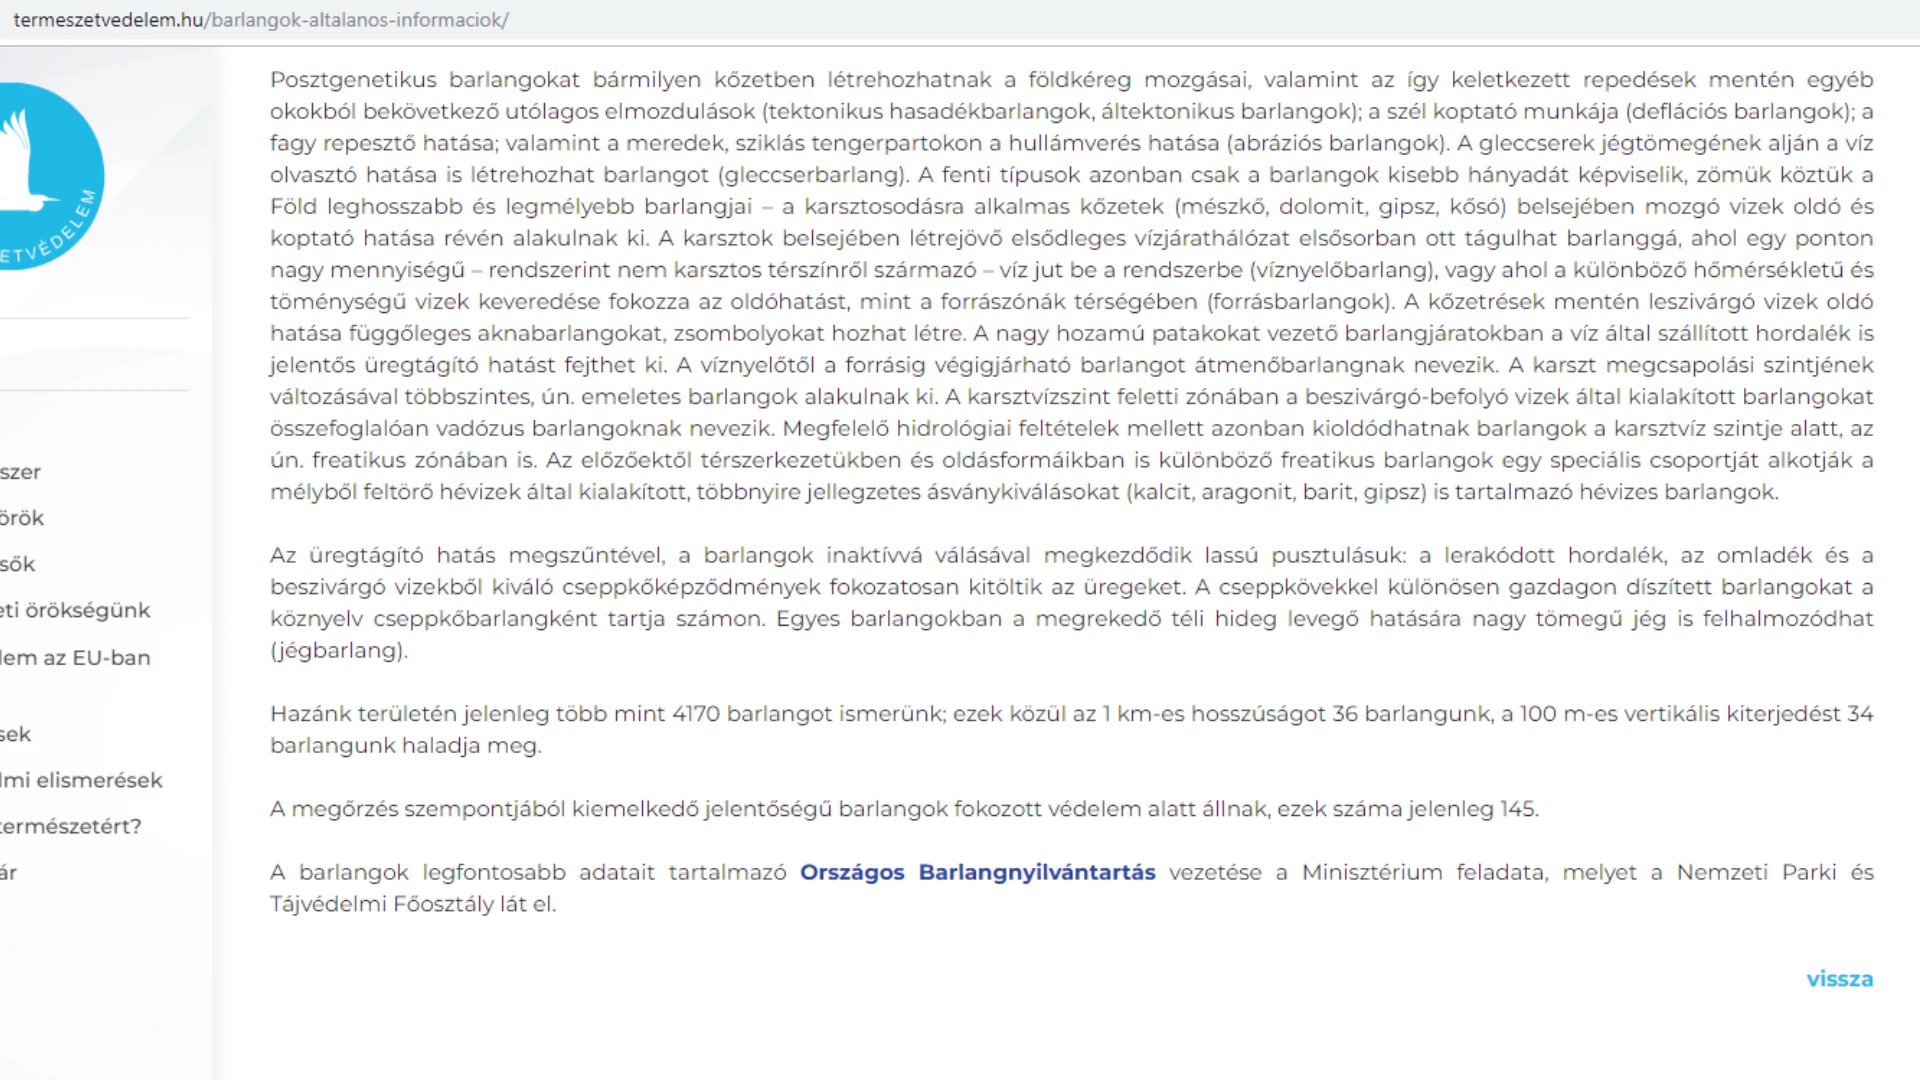 termeszetvedelem.hu/barlangok-altalanos-informaciok/
Posztgenetikus barlangokat bármilyen kőzetben létrehozhatnak a földkéreg mozgásai, valamint az így keletkezett repedések mentén egyéb
okokból bekövetkező utólagos elmozdulások (tektonikus hasadékbarlangok, áltektonikus barlangok); a szél koptató munkája (deflációs barlangok); a
fagy repesztő hatása; valamint a meredek, sziklás tengerpartokon a hullámverés hatása (abráziós barlangok). A gleccserek jégtömegének alján a víz
olvasztó hatása is létrehozhat barlangot (gleccserbarlang). A fenti típusok azonban csak a barlangok kisebb hányadát képviselik, zömük köztük a
Föld leghosszabb és legmélyebb barlangjai – a karsztosodásra alkalmas kőzetek (mészkő, dolomit, gipsz, kősó) belsejében mozgó vizek oldó és
koptató hatása révén alakulnak ki. A karsztok belsejében létrejövő elsődleges vízjárathálózat elsősorban ott tágulhat barlanggá, ahol egy ponton
nagy mennyiségű – rendszerint nem karsztos térszínről származó – víz jut be a rendszerbe (víznyelőbarlang), vagy ahol a különböző hőmérsékletű és
töménységű vizek keveredése fokozza az oldóhatást, mint a forrászónák térségében (forrásbarlangok). A kőzetrések mentén leszivárgó vizek oldó
hatása függőleges aknabarlangokat, zsombolyokat hozhat létre. A nagy hozamú patakokat vezető barlangjáratokban a víz által szállított hordalék is
jelentős üregtágító hatást fejthet ki. A víznyelőtől a forrásig végigjárható barlangot átmenőbarlangnak nevezik. A karszt megcsapolási szintjének
változásával többszintes, ún. emeletes barlangok alakulnak ki. A karsztvízszint feletti zónában a beszivárgó-befolyó vizek által kialakított barlangokat
összefoglalóan vadózus barlangoknak nevezik. Megfelelő hidrológiai feltételek mellett azonban kioldódhatnak barlangok a karsztvíz szintje alatt, az
ún. freatikus zónában is. Az előzőektől térszerkezetükben és oldásformáikban is különböző freatikus barlangok egy speciális csoportját alkotják a
mélyből feltörő hévizek által kialakított, többnyire jellegzetes ásványkiválásokat (kalcit, aragonit, barit, gipsz) is tartalmazó hévizes barlangok.
Az üregtágító hatás megszűntével, a barlangok inaktívvá válásával megkezdődik lassú pusztulásuk: a lerakódott hordalék, az omladék és a
beszivárgó vizekből kiváló cseppkőképződmények fokozatosan kitöltik az üregeket. A cseppkövekkel különösen gazdagon díszített barlangokat a
köznyelv cseppkőbarlangként tartja számon. Egyes barlangokban a megrekedő téli hideg levegő hatására nagy tömegű jég is felhalmozódhat
(jégbarlang).
Hazánk területén jelenleg több mint 4170 barlangot ismerünk; ezek közül az 1 km-es hosszúságot 36 barlangunk, a 100 m-es vertikális kiterjedést 34
barlangunk haladja meg.
A megőrzés szempontjából kiemelkedő jelentőségű barlangok fokozott védelem alatt állnak, ezek száma jelenleg 145.
A barlangok legfontosabb adatait tartalmazó Országos Barlangnyilvántartás vezetése a Minisztérium feladata, melyet a Nemzeti Parki és
Tájvédelmi Főosztály lát el.
vissza
ETVÉDELEM
szer
örök
sők
eti örökségünk
lem az EU-ban
sek
lmi elismerések
természetért?
ár